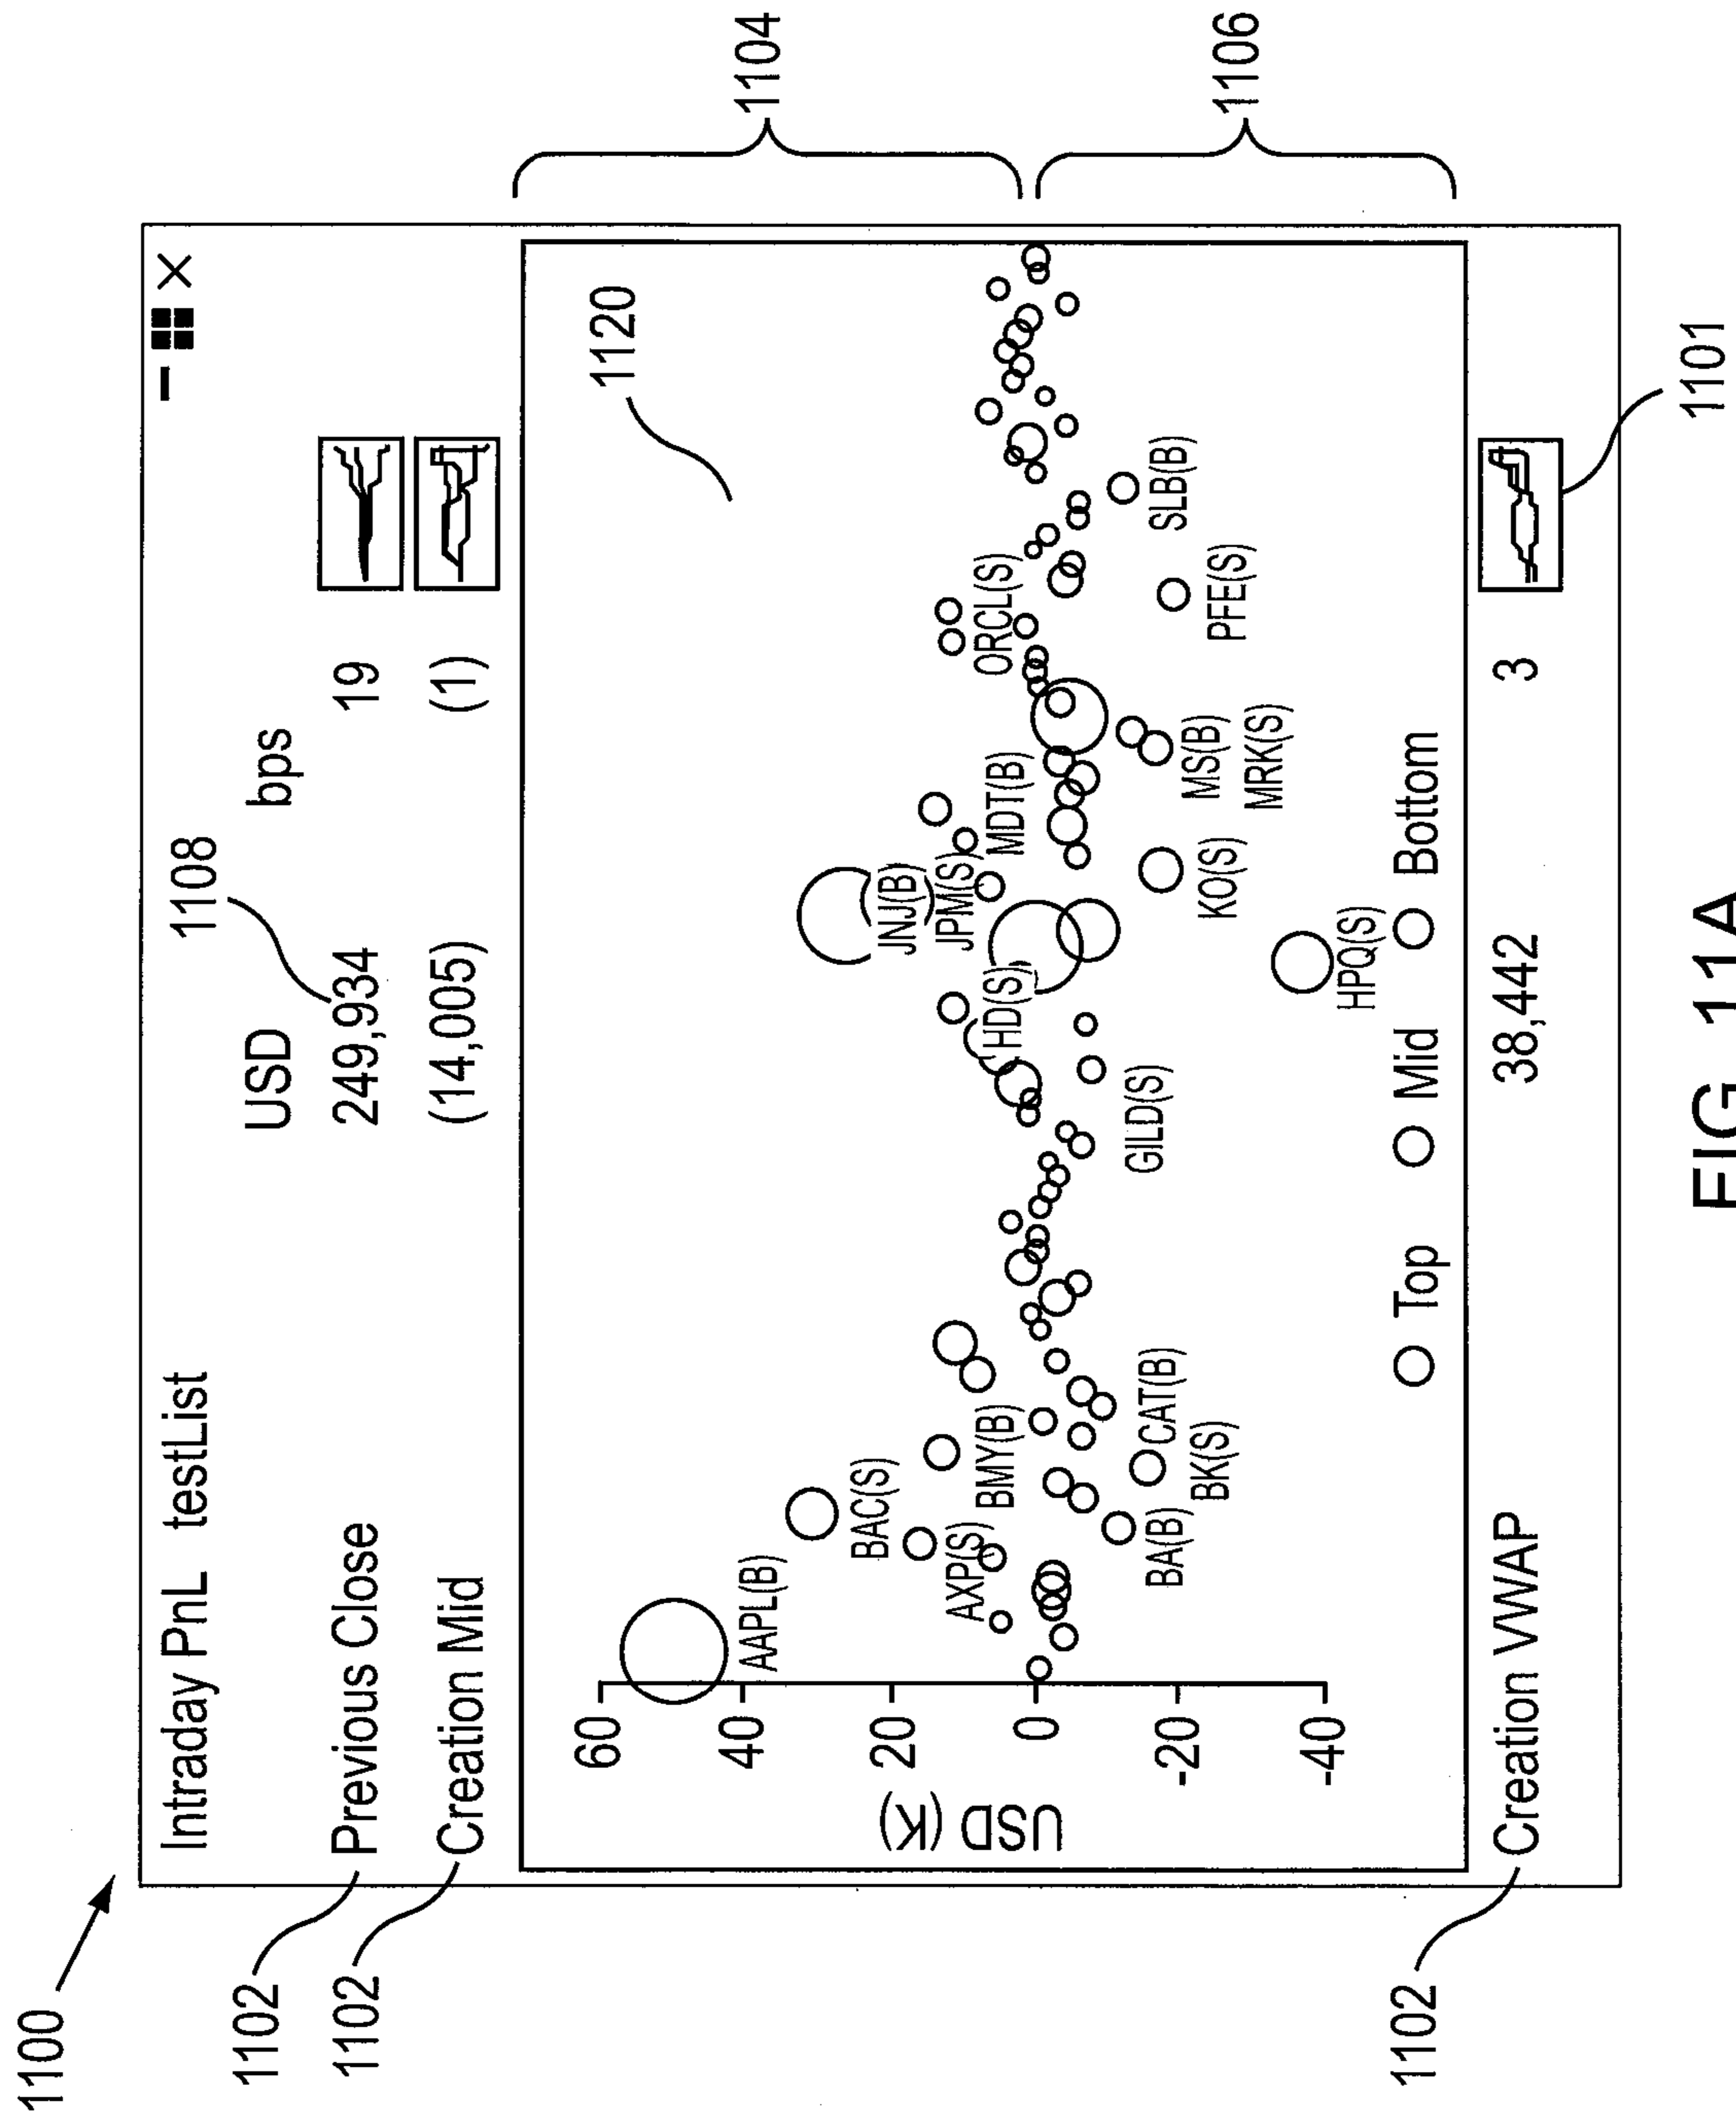 1100
Intraday PnL testList
1108
USD bps
1102 Previous Close 249,934 19
1102 Creation Mid (14,005) (1)
1120
1104
1106
USD (K)
60
40
20
00
-20
-40
AAPL(B)
BAC(S)
AXP(S)
BMY(B)
BA(B)
CAT(B)
BK(S)
GILD(S)
HD(S)
JNJ(B)
JPM(S)
MDT(B)
HPQ(S)
KO(S)
MS(B)
MRK(S)
ORCL(S)
PFE(S)
SLB(B)
Top Mid Bottom
1102 Creation VWAP 38,442 3
1101
FIG. 11A